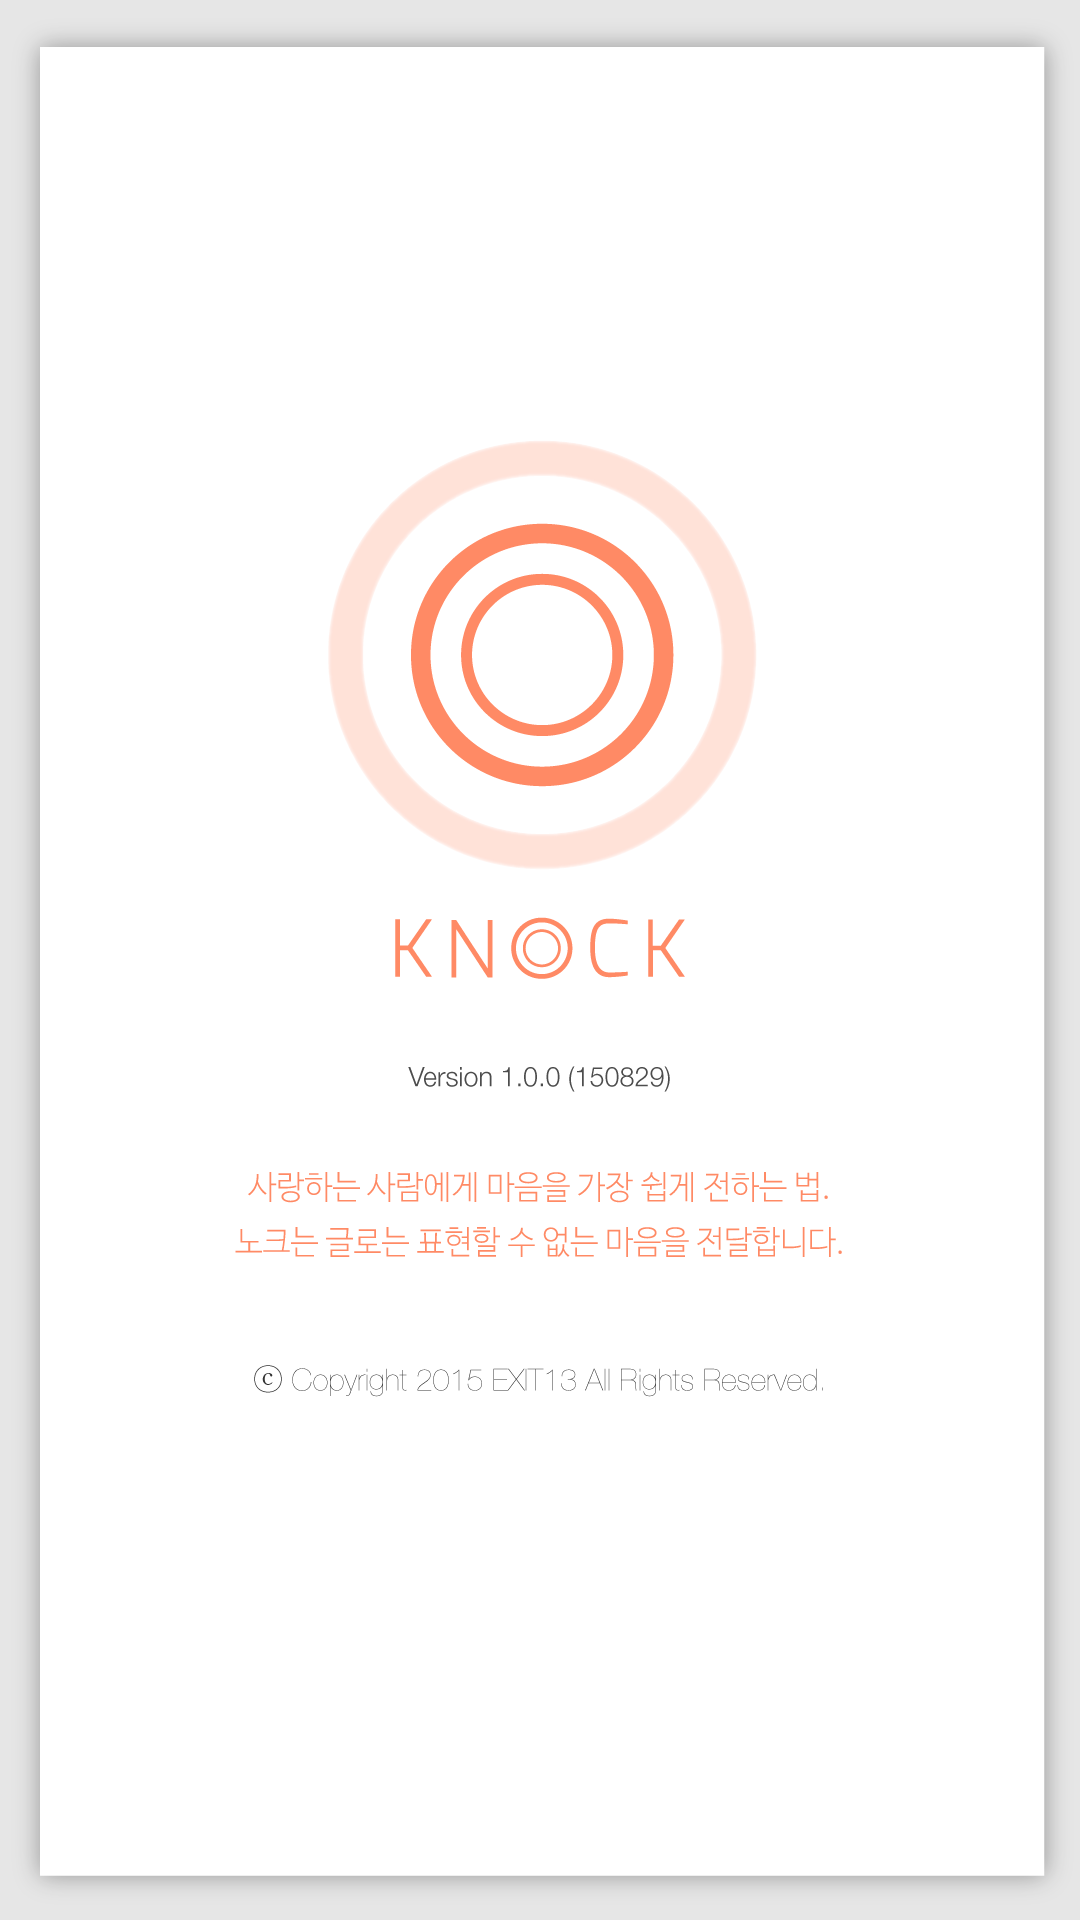 KNOCK
Version 1.0.0 (150829)
사랑하는 사람에게 마음을 가장 쉽게 전하는 법.
노크는 글로는 표현할 수 없는 마음을 전달합니다.
ⓒ Copyright 2015 EXIT13 All Rights Reserved.